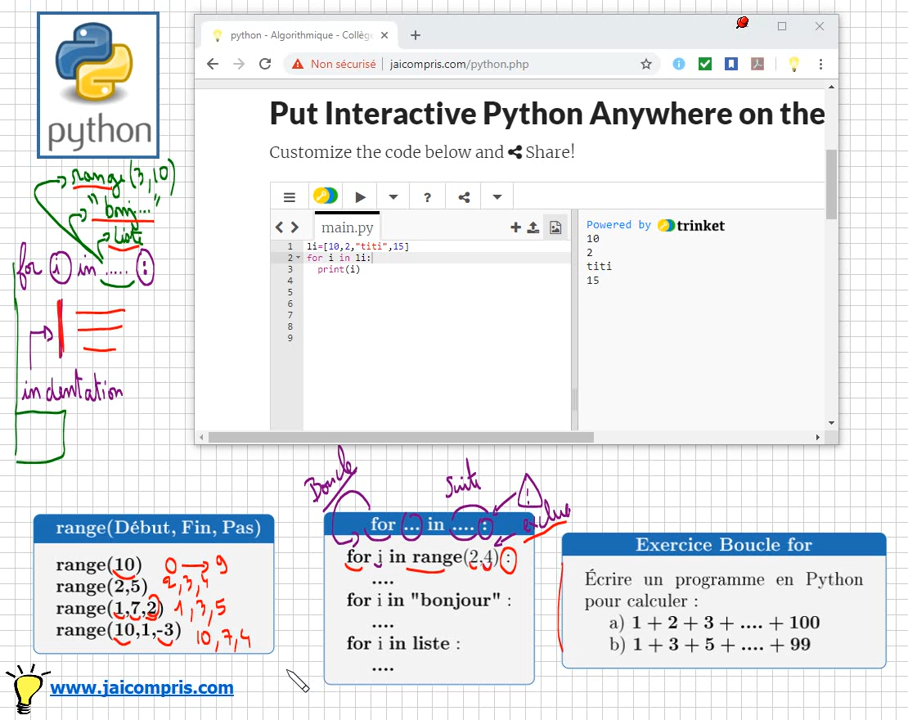 python - Algorithmique - Collèg
Non sécurisé
jaicompris.com/python.php
python
Put Interactive Python Anywhere on the
Customize the code below and Share!
?
main.py
1 li=[10,2,"titi",15]
2 for i in li:
3 print(i)
4
5
6
7
8
9
Powered by trinket
10
2
titi
15
range(3,10)
"bonj..."
liste
for i in ..... :
indentation
Boucle
Suite
!
exclus
range(Début, Fin, Pas)
range(10) 0 → 9
range(2,5) 2,3,4
range(1,7,2) 1,3,5
range(10,1,-3) 10,7,4
for ... in .... :
for j in range(2,4) :
....
for i in "bonjour" :
....
for i in liste :
....
Exercice Boucle for
Écrire un programme en Python
pour calculer :
a) 1 + 2 + 3 + .... + 100
b) 1 + 3 + 5 + .... + 99
www.jaicompris.com